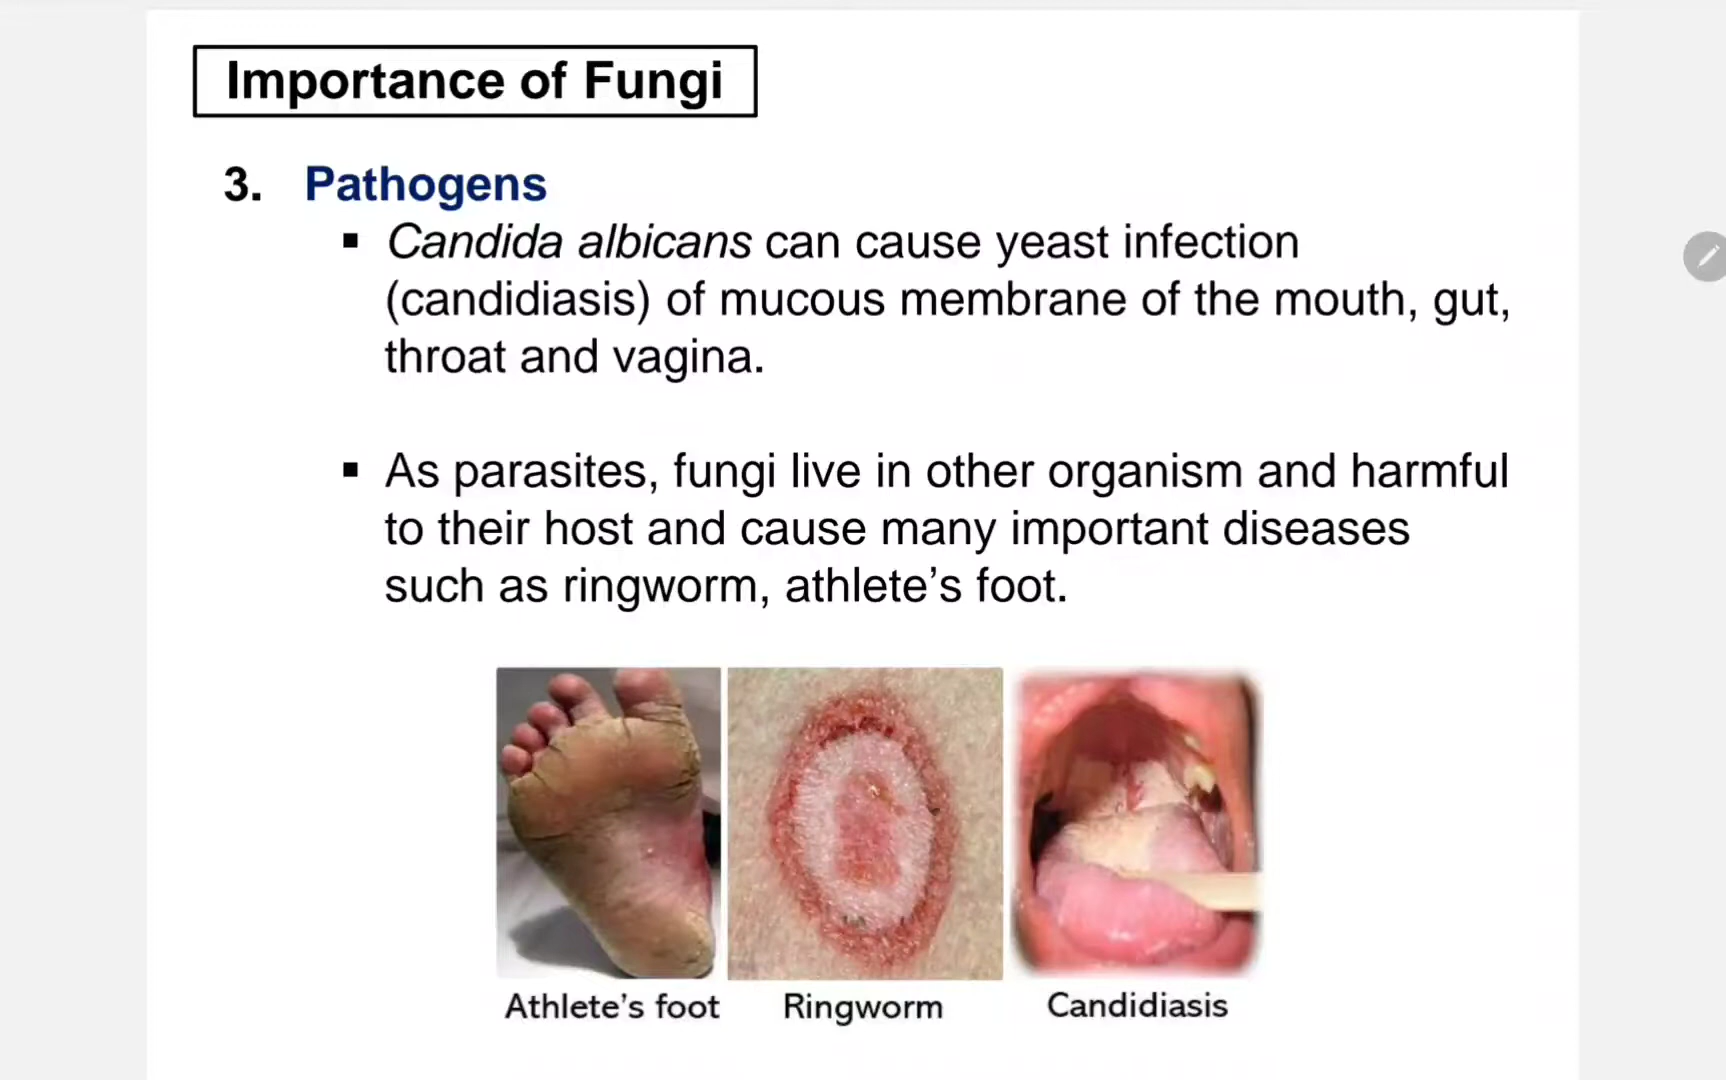 Importance of Fungi
3. Pathogens
▪ Candida albicans can cause yeast infection
(candidiasis) of mucous membrane of the mouth, gut,
throat and vagina.
▪ As parasites, fungi live in other organism and harmful
to their host and cause many important diseases
such as ringworm, athlete’s foot.
Athlete’s foot Ringworm Candidiasis